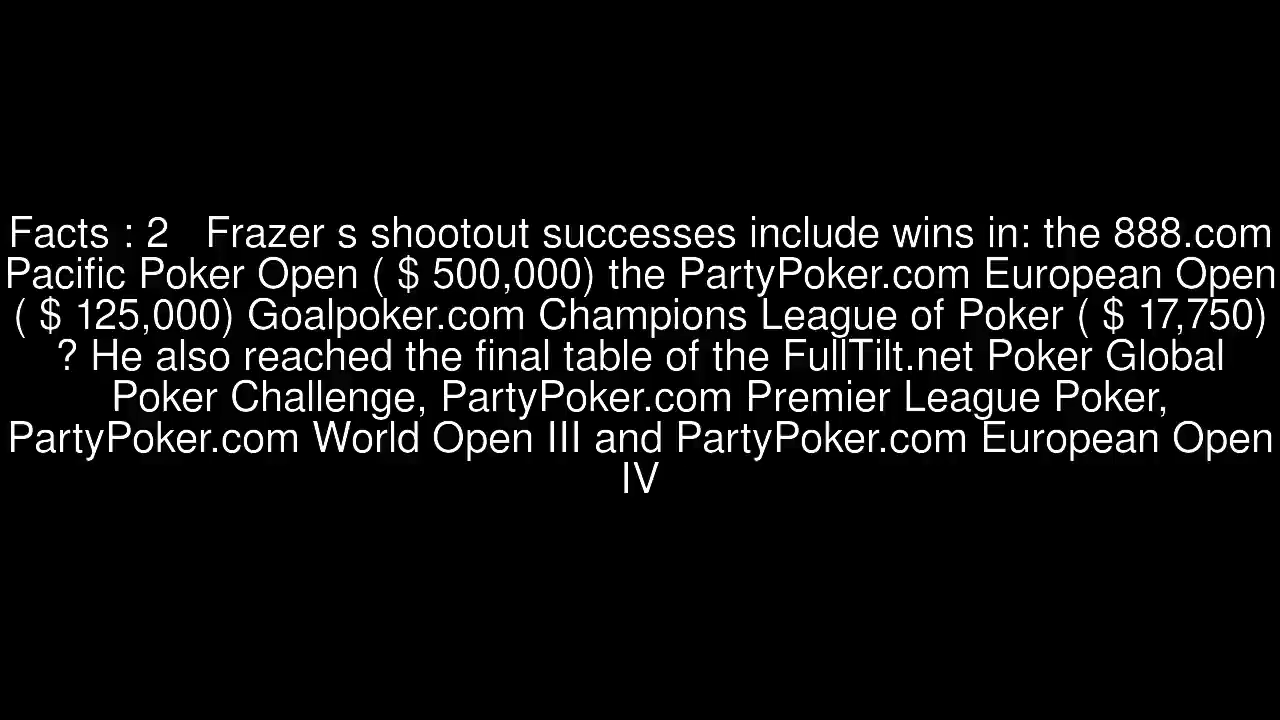 Facts : 2 Frazer s shootout successes include wins in: the 888.com
Pacific Poker Open ( $ 500,000) the PartyPoker.com European Open
( $ 125,000) Goalpoker.com Champions League of Poker ( $ 17,750)
? He also reached the final table of the FullTilt.net Poker Global
Poker Challenge, PartyPoker.com Premier League Poker,
PartyPoker.com World Open III and PartyPoker.com European Open
IV